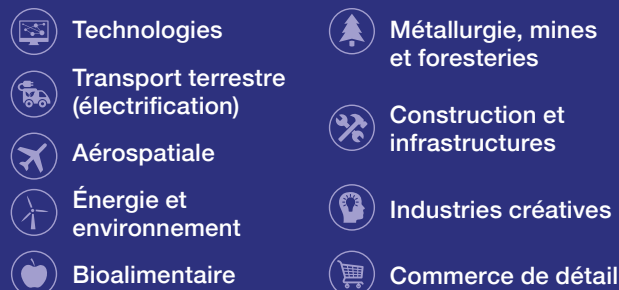 Technologies
Transport terrestre
(électrification)
Aérospatiale
Énergie et
environnement
Bioalimentaire
Métallurgie, mines
et foresteries
Construction et
infrastructures
Industries créatives
Commerce de détail